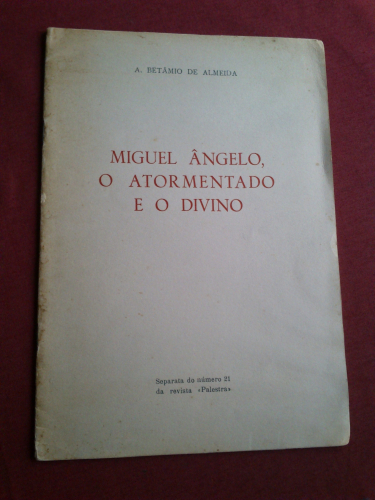 A. BETÂMIO DE ALMEIDA
MIGUEL ÂNGELO,
O ATORMENTADO
E O DIVINO
Separata do número 21
da revista «Palestra»